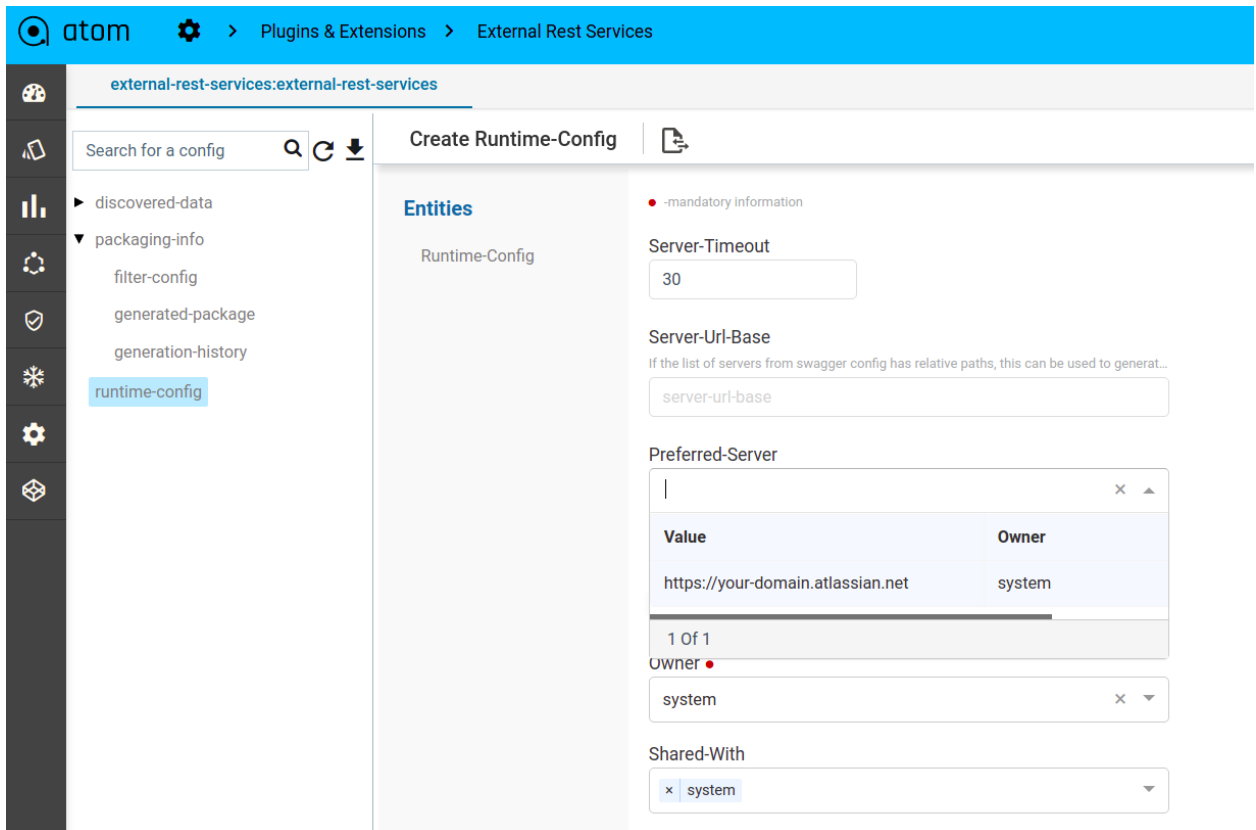 atom > Plugins & Extensions > External Rest Services
external-rest-services:external-rest-services
Search for a config
discovered-data
packaging-info
filter-config
generated-package
generation-history
runtime-config
Create Runtime-Config
Entities
Runtime-Config
-mandatory information
Server-Timeout
30
Server-Url-Base
If the list of servers from swagger config has relative paths, this can be used to generat...
server-url-base
Preferred-Server
Value Owner
https://your-domain.atlassian.net system
1 Of 1
Owner
system
Shared-With
× system